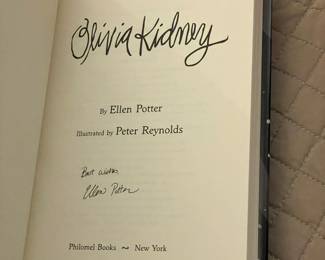 Olivia Kidney
By Ellen Potter
Illustrated by Peter Reynolds
Best wishes
Ellen Potter
Philomel Books ~ New York